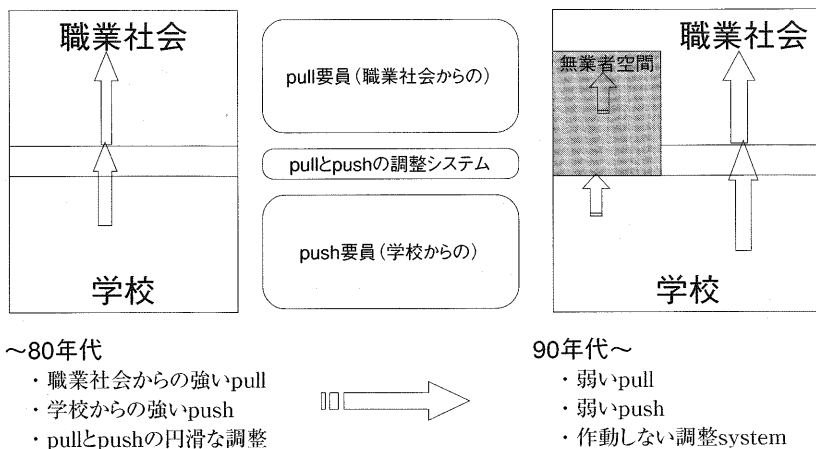 職業社会
学校
pull要員(職業社会からの)
pullとpushの調整システム
push要員(学校からの)
職業社会
無業者空間
学校
～80年代
・職業社会からの強いpull
・学校からの強いpush
・pullとpushの円滑な調整
90年代～
・弱いpull
・弱いpush
・作動しない調整system